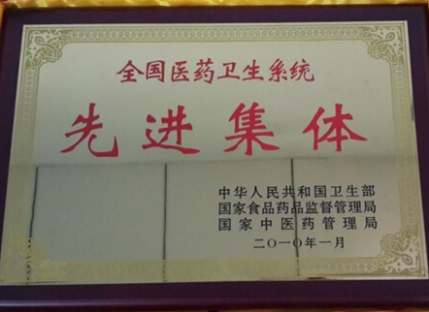 全国医药卫生系统
先进集体
中华人民共和国卫生部
国家食品药品监督管理局
国家中医药管理局
二〇一〇年一月